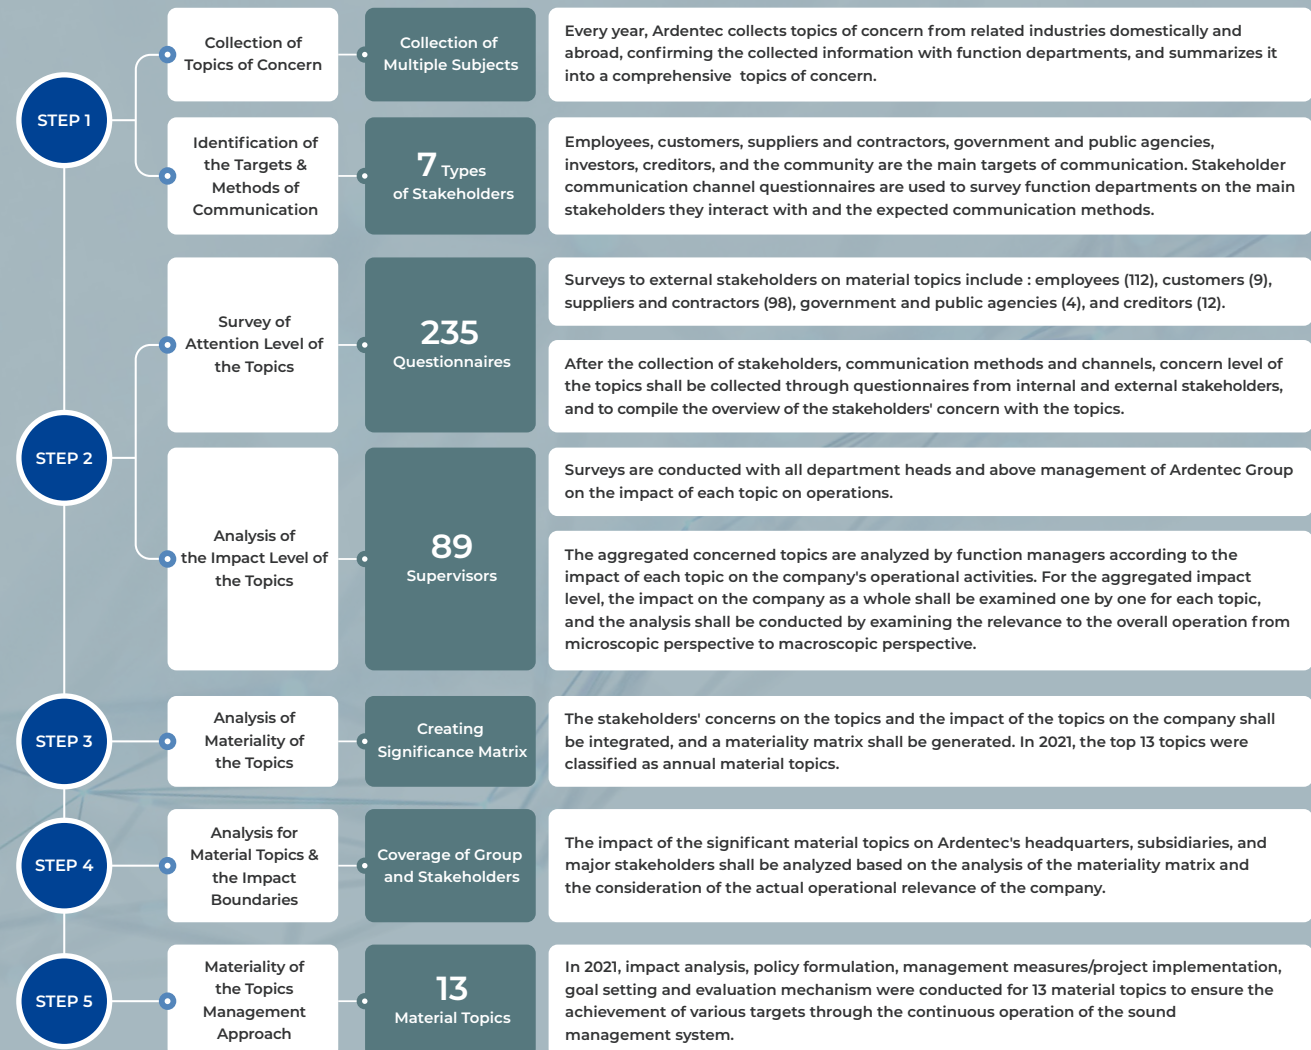 STEP 1
Collection of
Topics of Concern
Collection of
Multiple Subjects
Every year, Ardentec collects topics of concern from related industries domestically and
abroad, confirming the collected information with function departments, and summarizes it
into a comprehensive topics of concern.
Identification of
the Targets &
Methods of
Communication
7 Types
of Stakeholders
Employees, customers, suppliers and contractors, government and public agencies,
investors, creditors, and the community are the main targets of communication. Stakeholder
communication channel questionnaires are used to survey function departments on the main
stakeholders they interact with and the expected communication methods.
STEP 2
Survey of
Attention Level of
the Topics
235
Questionnaires
Surveys to external stakeholders on material topics include : employees (112), customers (9),
suppliers and contractors (98), government and public agencies (4), and creditors (12).
After the collection of stakeholders, communication methods and channels, concern level of
the topics shall be collected through questionnaires from internal and external stakeholders,
and to compile the overview of the stakeholders' concern with the topics.
Analysis of
the Impact Level of
the Topics
89
Supervisors
Surveys are conducted with all department heads and above management of Ardentec Group
on the impact of each topic on operations.
The aggregated concerned topics are analyzed by function managers according to the
impact of each topic on the company's operational activities. For the aggregated impact
level, the impact on the company as a whole shall be examined one by one for each topic,
and the analysis shall be conducted by examining the relevance to the overall operation from
microscopic perspective to macroscopic perspective.
STEP 3
Analysis of
Materiality of
the Topics
Creating
Significance Matrix
The stakeholders' concerns on the topics and the impact of the topics on the company shall
be integrated, and a materiality matrix shall be generated. In 2021, the top 13 topics were
classified as annual material topics.
STEP 4
Analysis for
Material Topics &
the Impact
Boundaries
Coverage of Group
and Stakeholders
The impact of the significant material topics on Ardentec's headquarters, subsidiaries, and
major stakeholders shall be analyzed based on the analysis of the materiality matrix and
the consideration of the actual operational relevance of the company.
STEP 5
Materiality of
the Topics
Management
Approach
13
Material Topics
In 2021, impact analysis, policy formulation, management measures/project implementation,
goal setting and evaluation mechanism were conducted for 13 material topics to ensure the
achievement of various targets through the continuous operation of the sound
management system.